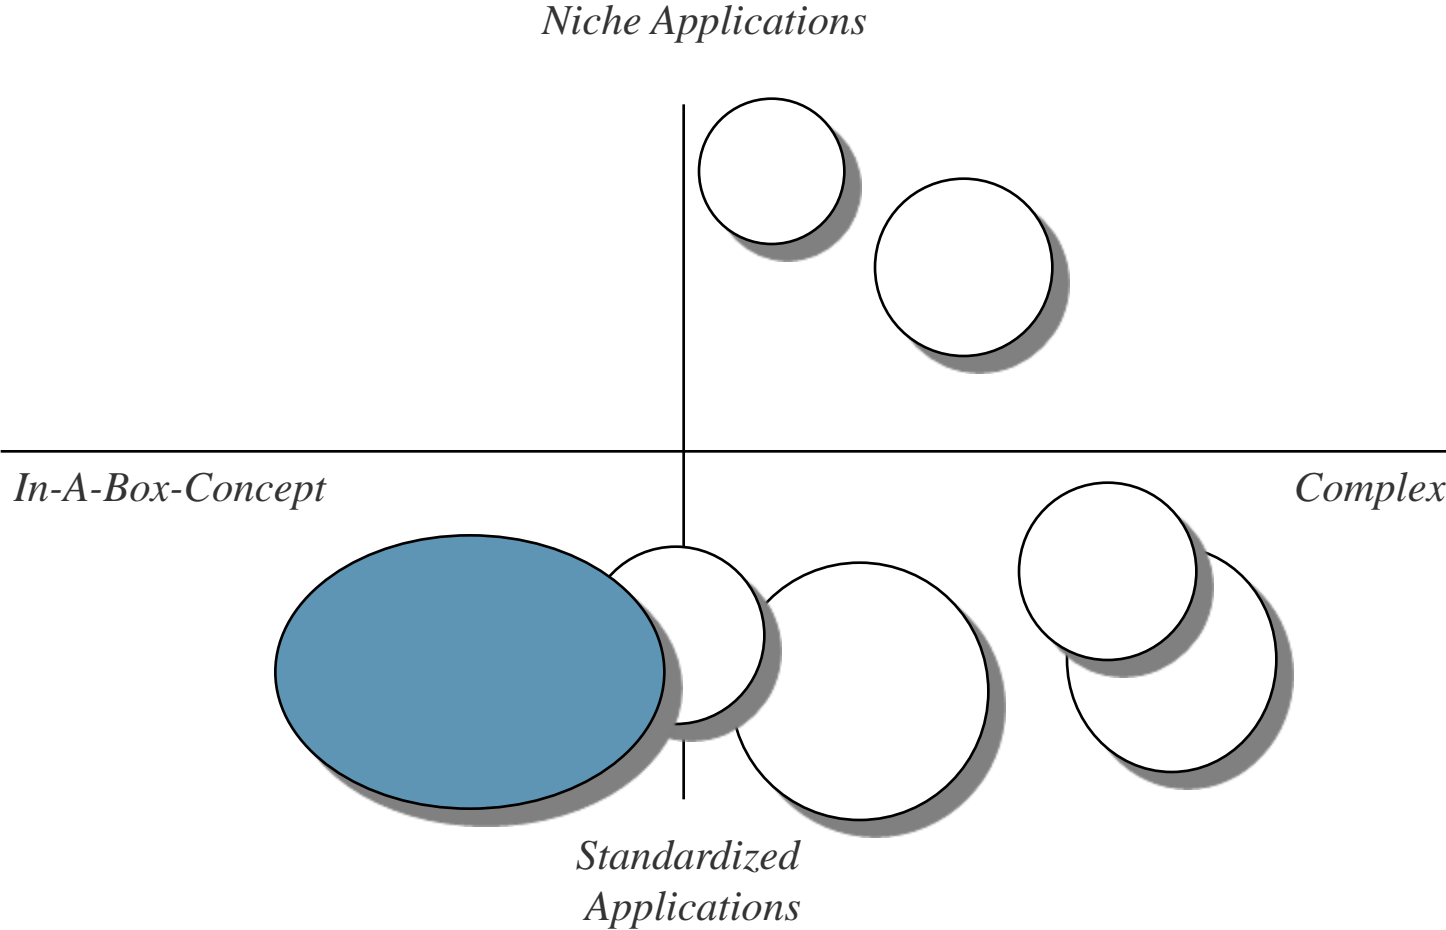 Niche Applications
In-A-Box-Concept
Complex
Standardized
Applications